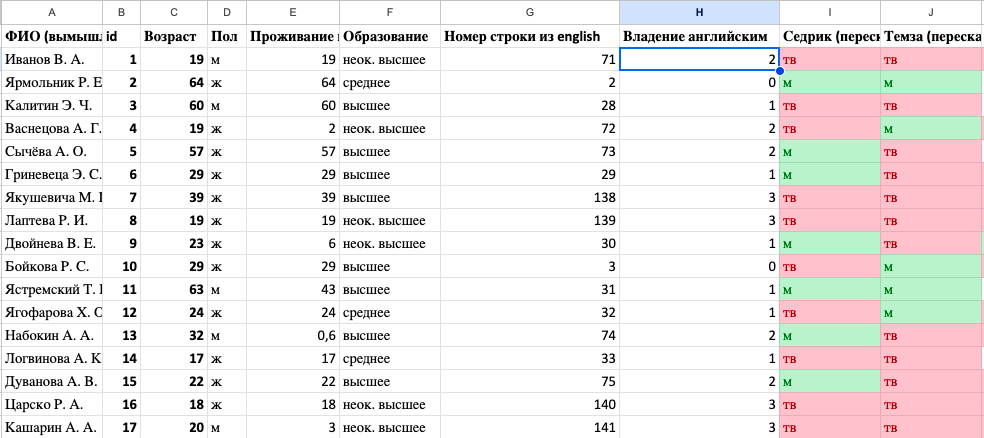 A B C D E F G H I J
ФИО (вымыш. id Возраст Пол Проживание Образование Номер строки из english Владение английским Седрик (переск Темза (переска
Иванов В. А. 1 19 м 19 неок. высшее 71 2 тв тв
Ярмольник Р. Е 2 64 ж 64 среднее 2 0 м м
Калитин Э. Ч. 3 60 м 60 высшее 28 1 тв тв
Васнецова А. Г. 4 19 ж 2 неок. высшее 72 2 тв м
Сычёва А. О. 5 57 ж 57 высшее 73 2 м тв
Гриневеца Э. С. 6 29 ж 29 высшее 29 1 м тв
Якушевича М. 7 39 ж 39 высшее 138 3 тв тв
Лаптева Р. И. 8 19 ж 19 неок. высшее 139 3 тв тв
Двойнева В. Е. 9 23 ж 6 неок. высшее 30 1 м тв
Бойкова Р. С. 10 29 ж 29 высшее 3 0 тв м
Ястремский Т. 11 63 м 43 высшее 31 1 м м
Ягофарова Х. С 12 24 ж 24 среднее 32 1 тв м
Набокин А. А. 13 32 м 0,6 высшее 74 2 м тв
Логвинова А. К 14 17 ж 17 среднее 33 1 тв тв
Дуванова А. В. 15 22 ж 22 высшее 75 2 м тв
Царско Р. А. 16 18 ж 18 неок. высшее 140 3 тв тв
Кашарин А. А. 17 20 м 3 неок. высшее 141 3 тв тв